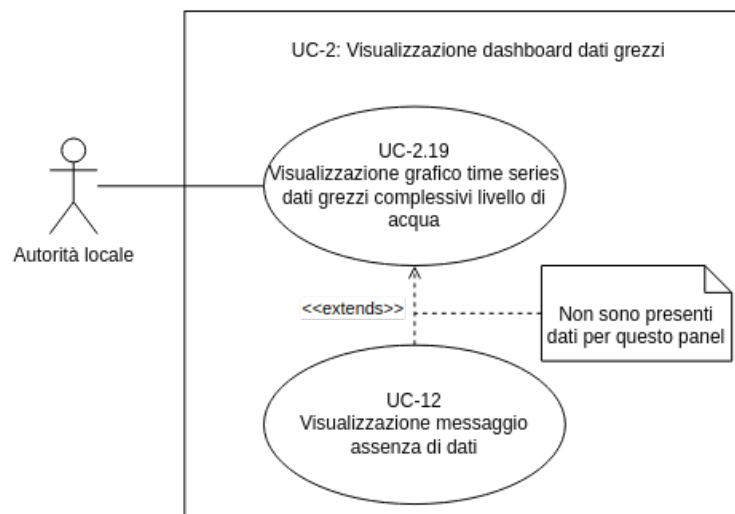 UC-2: Visualizzazione dashboard dati grezzi
UC-2.19
Visualizzazione grafico time series
dati grezzi complessivi livello di
acqua
Autorità locale
<<extends>>
Non sono presenti
dati per questo panel
UC-12
Visualizzazione messaggio
assenza di dati